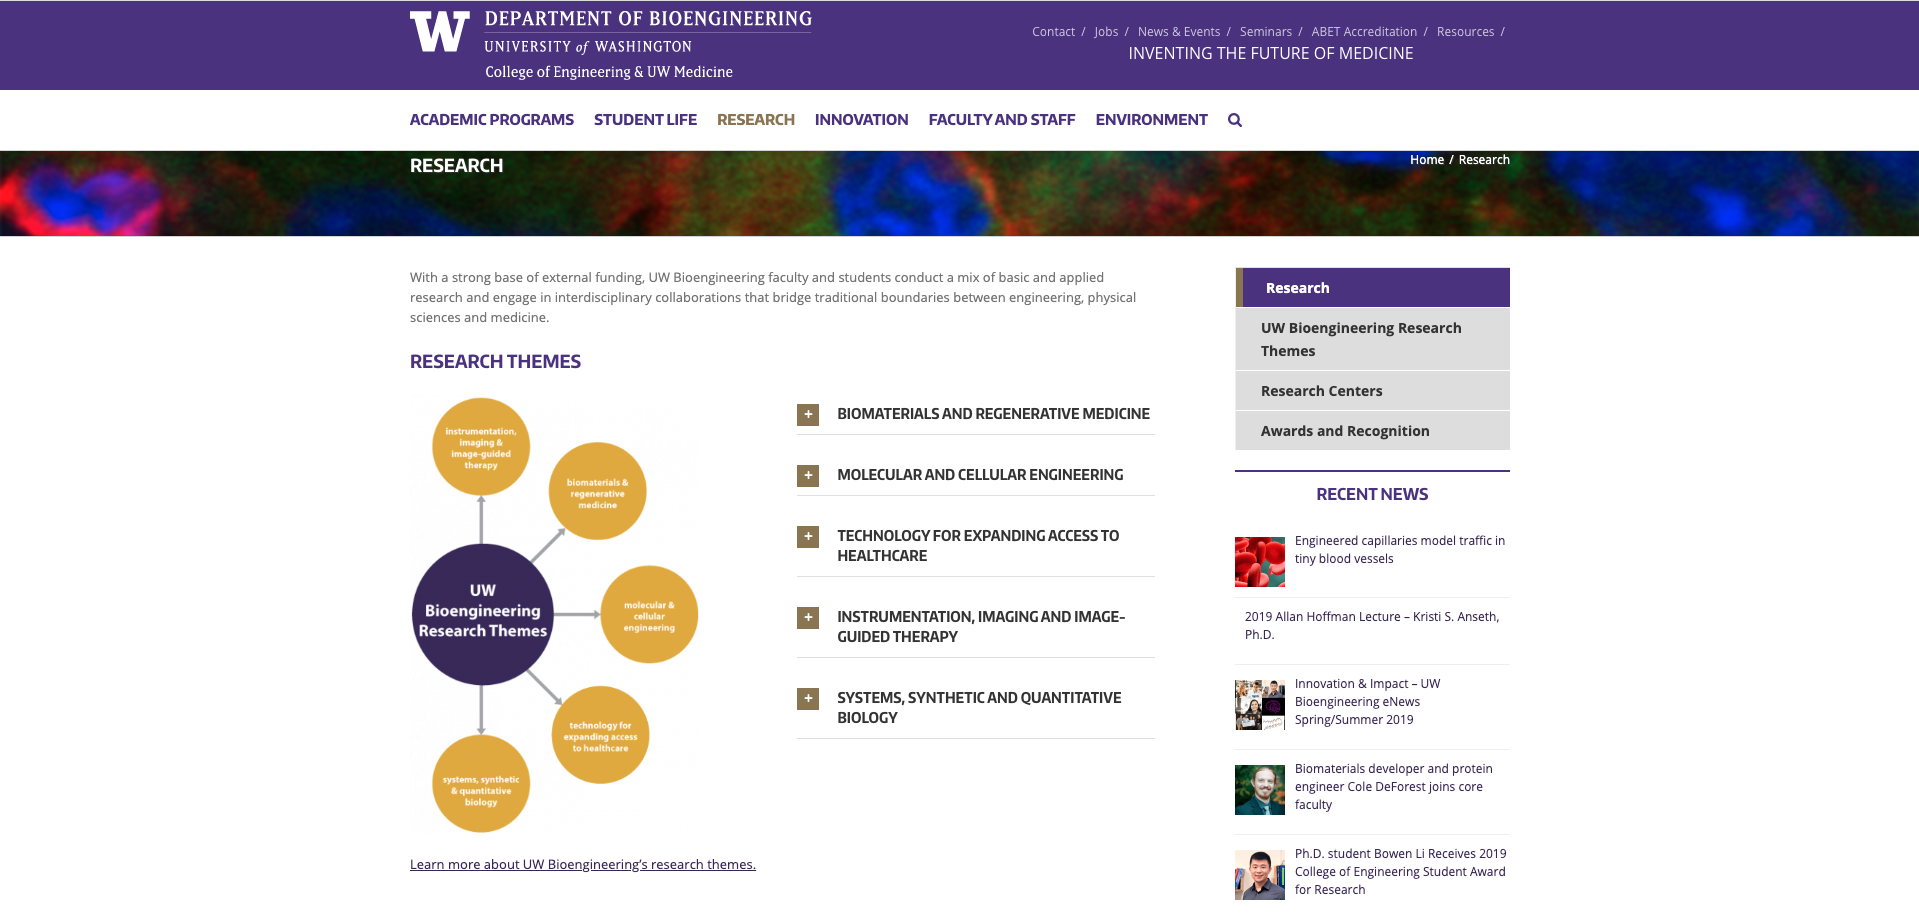 W DEPARTMENT OF BIOENGINEERING
UNIVERSITY of WASHINGTON
College of Engineering & UW Medicine
Contact / Jobs / News & Events / Seminars / ABET Accreditation / Resources /
INVENTING THE FUTURE OF MEDICINE
ACADEMIC PROGRAMS STUDENT LIFE RESEARCH INNOVATION FACULTY AND STAFF ENVIRONMENT
RESEARCH
Home / Research
With a strong base of external funding, UW Bioengineering faculty and students conduct a mix of basic and applied
research and engage in interdisciplinary collaborations that bridge traditional boundaries between engineering, physical
sciences and medicine.
RESEARCH THEMES
instrumentation,
imaging &
image-guided
therapy
biomaterials &
regenerative
medicine
UW
Bioengineering
Research Themes
molecular &
cellular
engineering
technology for
expanding access
to healthcare
systems, synthetic
& quantitative
biology
Learn more about UW Bioengineering's research themes.
+ BIOMATERIALS AND REGENERATIVE MEDICINE
+ MOLECULAR AND CELLULAR ENGINEERING
+ TECHNOLOGY FOR EXPANDING ACCESS TO
HEALTHCARE
+ INSTRUMENTATION, IMAGING AND IMAGE-
GUIDED THERAPY
+ SYSTEMS, SYNTHETIC AND QUANTITATIVE
BIOLOGY
Research
UW Bioengineering Research
Themes
Research Centers
Awards and Recognition
RECENT NEWS
Engineered capillaries model traffic in
tiny blood vessels
2019 Allan Hoffman Lecture – Kristi S. Anseth,
Ph.D.
Innovation & Impact – UW
Bioengineering eNews
Spring/Summer 2019
Biomaterials developer and protein
engineer Cole DeForest joins core
faculty
Ph.D. student Bowen Li Receives 2019
College of Engineering Student Award
for Research